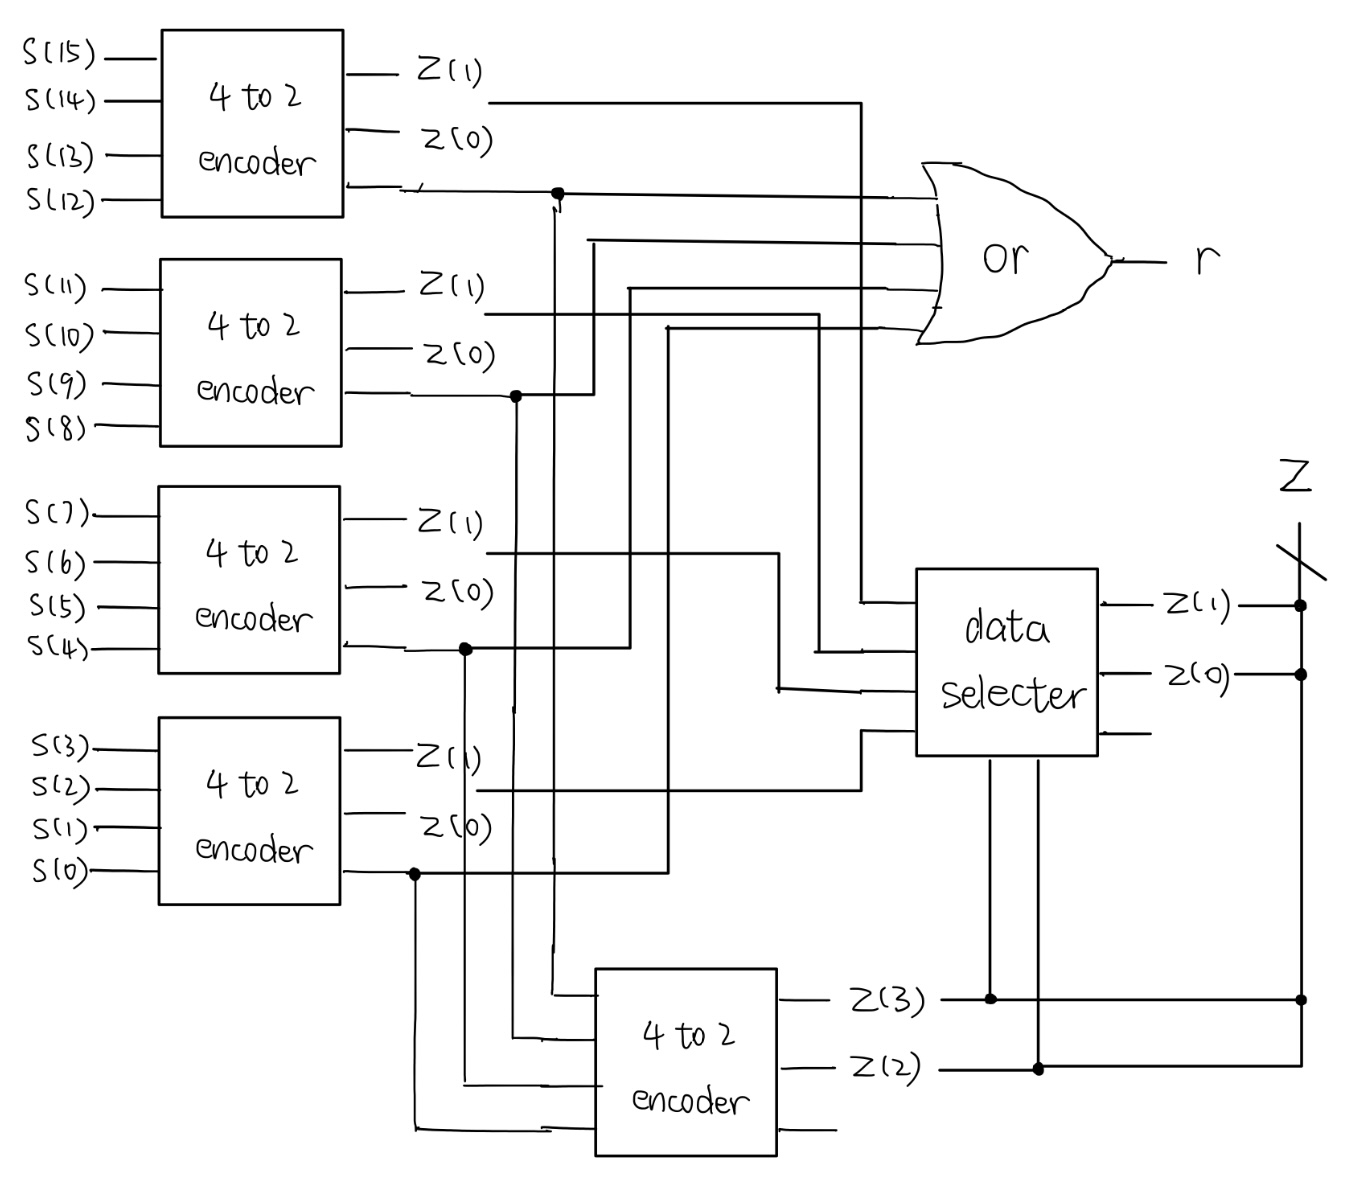 S(15)
S(14)
S(13)
S(12)
4 to 2
encoder
Z(1)
Z(0)
S(11)
S(10)
S(9)
S(8)
4 to 2
encoder
Z(1)
Z(0)
S(7)
S(6)
S(5)
S(4)
4 to 2
encoder
Z(1)
Z(0)
S(3)
S(2)
S(1)
S(0)
4 to 2
encoder
Z(1)
Z(0)
or
r
Z
data
selecter
Z(1)
Z(0)
4 to 2
encoder
Z(3)
Z(2)